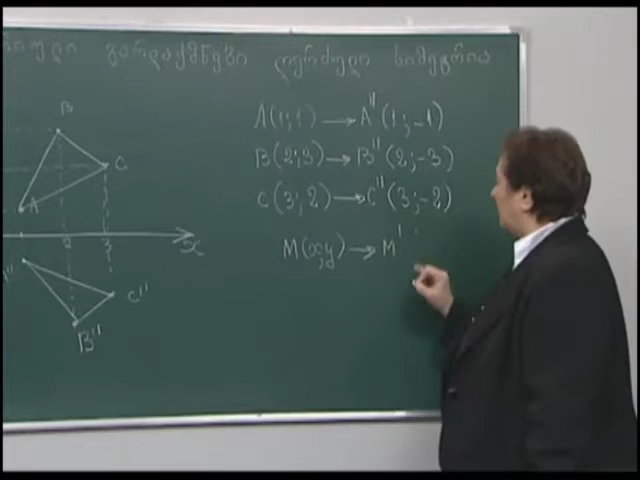 გარდაქმნები ღერძული სიმეტრია
B
C
A
2 3 x
C''
B''
A(1;1) → A''(1;-1)
B(2;3) → B''(2;-3)
C(3;2) → C''(3;-2)
M(x;y) → M'